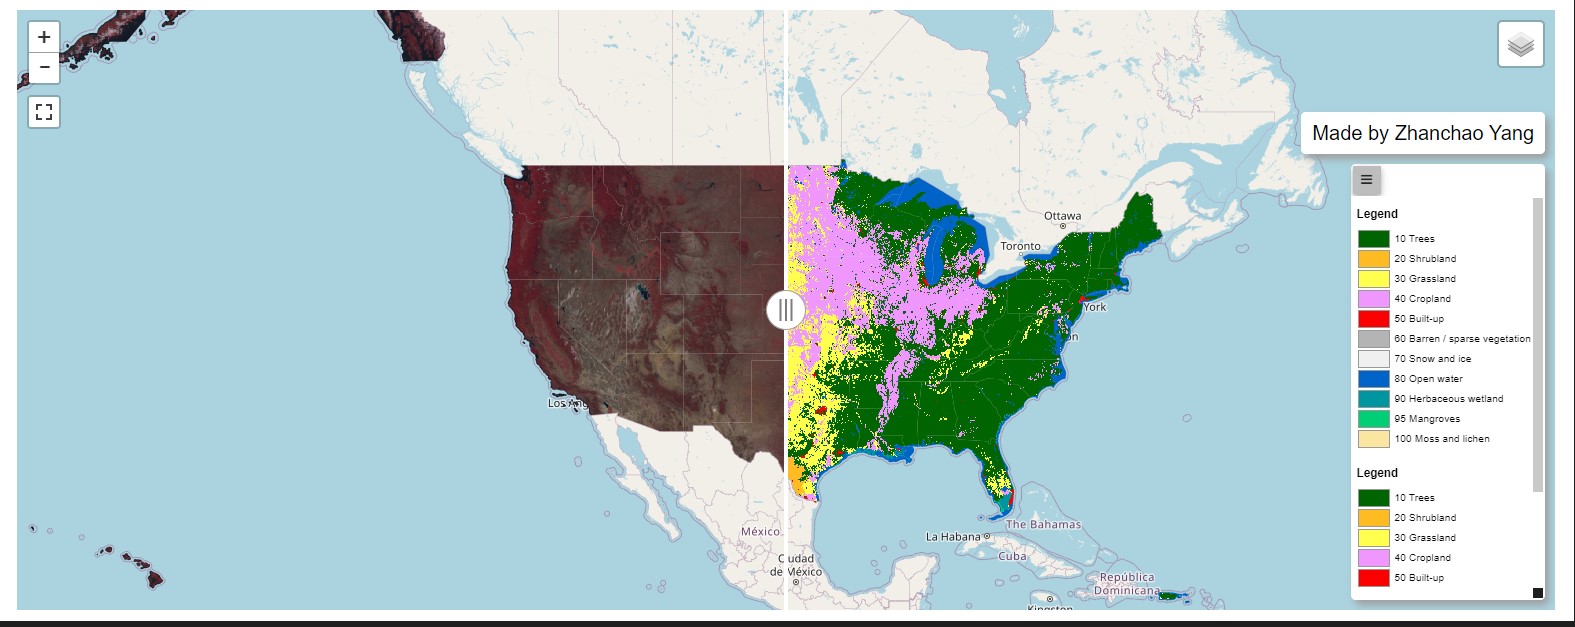 +
−
Made by Zhanchao Yang
Legend
10 Trees
20 Shrubland
30 Grassland
40 Cropland
50 Built-up
60 Barren / sparse vegetation
70 Snow and ice
80 Open water
90 Herbaceous wetland
95 Mangroves
100 Moss and lichen
Legend
10 Trees
20 Shrubland
30 Grassland
40 Cropland
50 Built-up
Ottawa
Toronto
York
on
Los Ang
México
Ciudad
de México
La Habana
The Bahamas
Cuba
República
Dominicana
Kingston